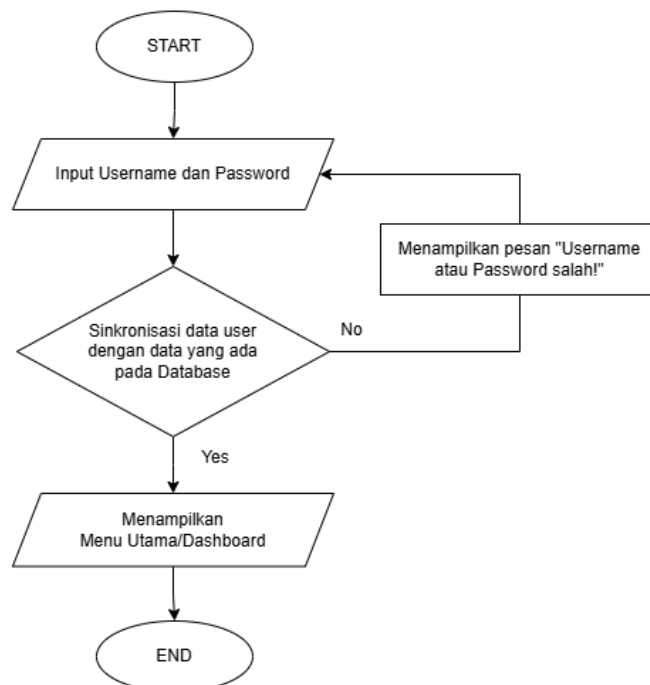 START
Input Username dan Password
Menampilkan pesan "Username
atau Password salah!"
Sinkronisasi data user
dengan data yang ada
pada Database
No
Yes
Menampilkan
Menu Utama/Dashboard
END